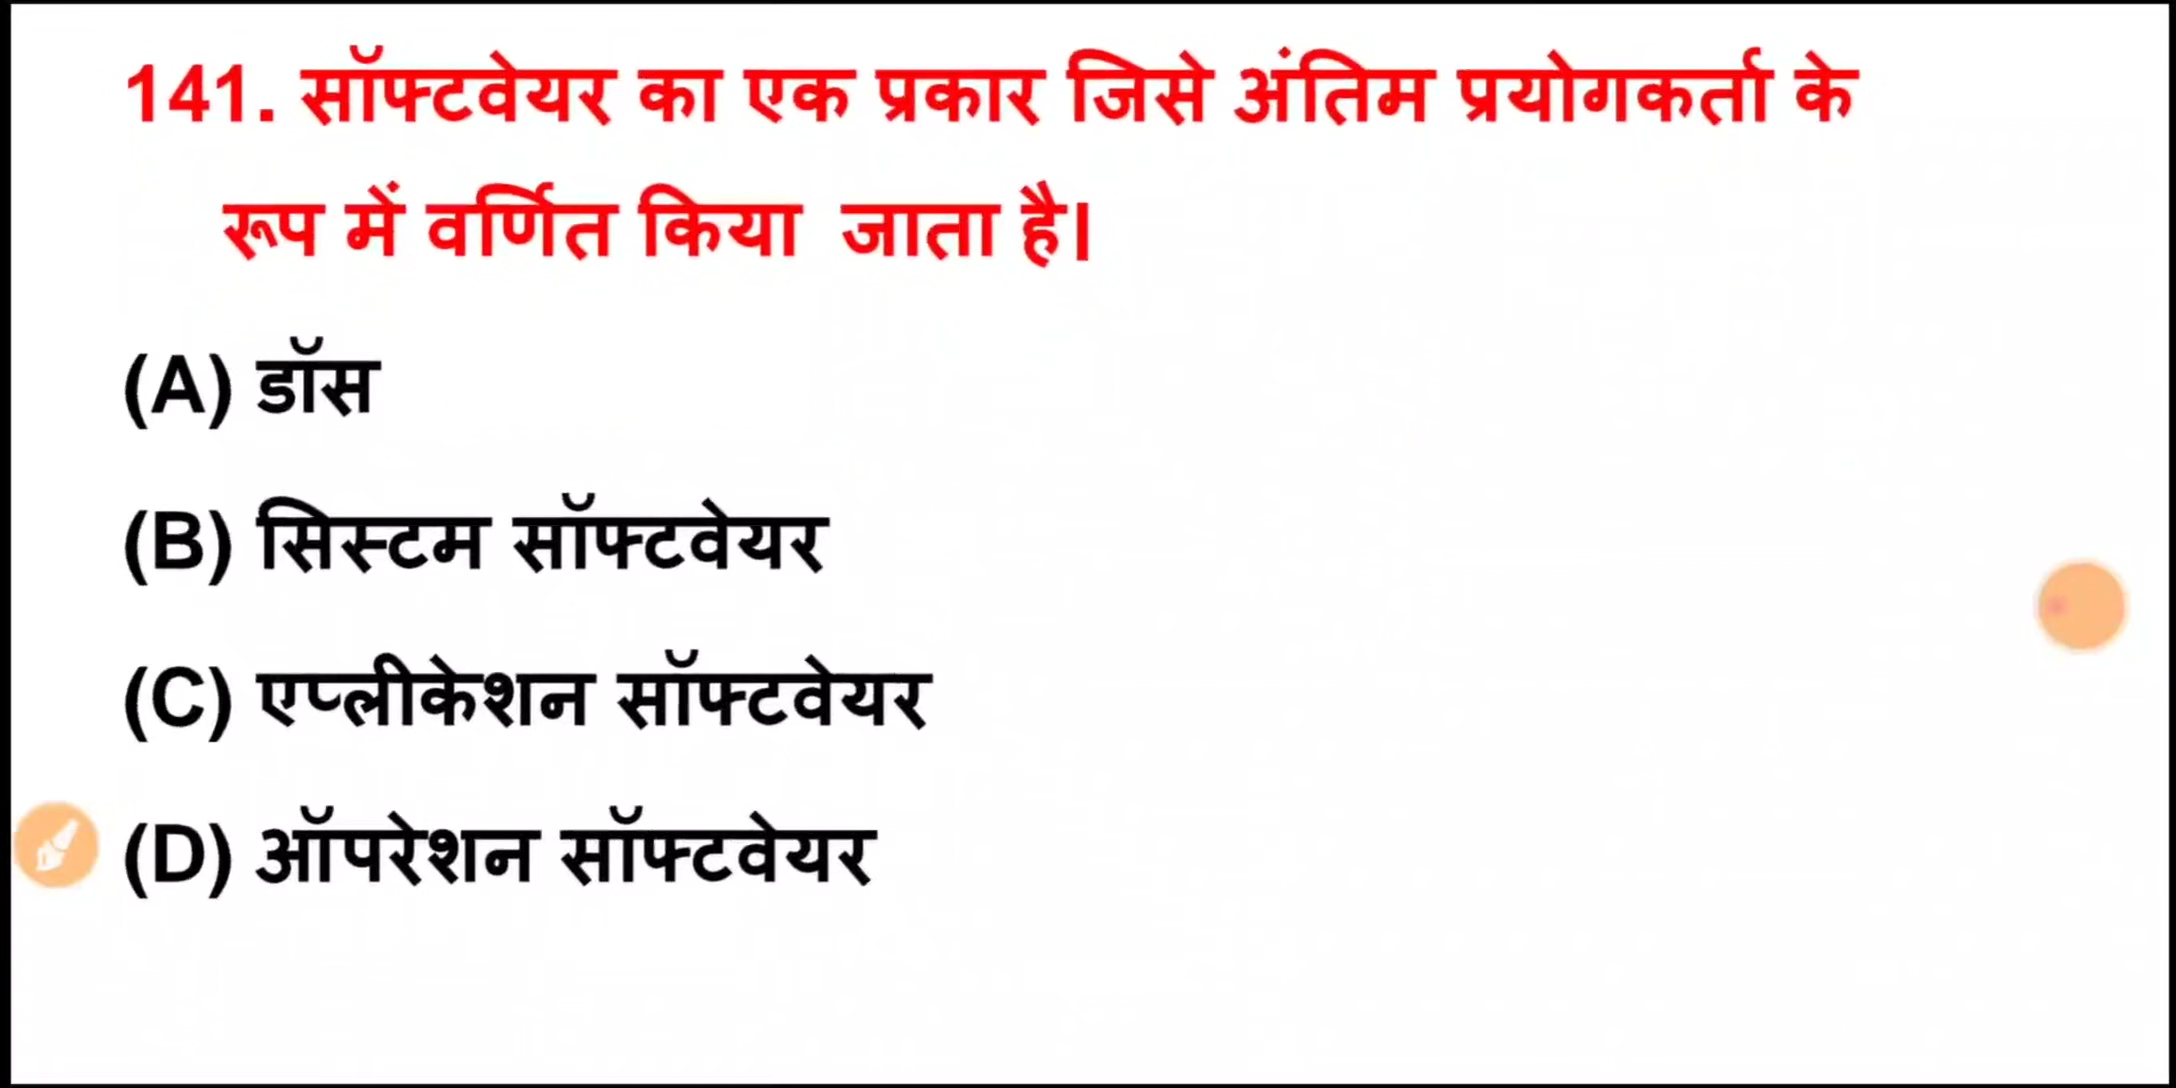 141. सॉफ्टवेयर का एक प्रकार जिसे अंतिम प्रयोगकर्ता के
रूप में वर्णित किया जाता है।
(A) डॉस
(B) सिस्टम सॉफ्टवेयर
(C) एप्लीकेशन सॉफ्टवेयर
(D) ऑपरेशन सॉफ्टवेयर